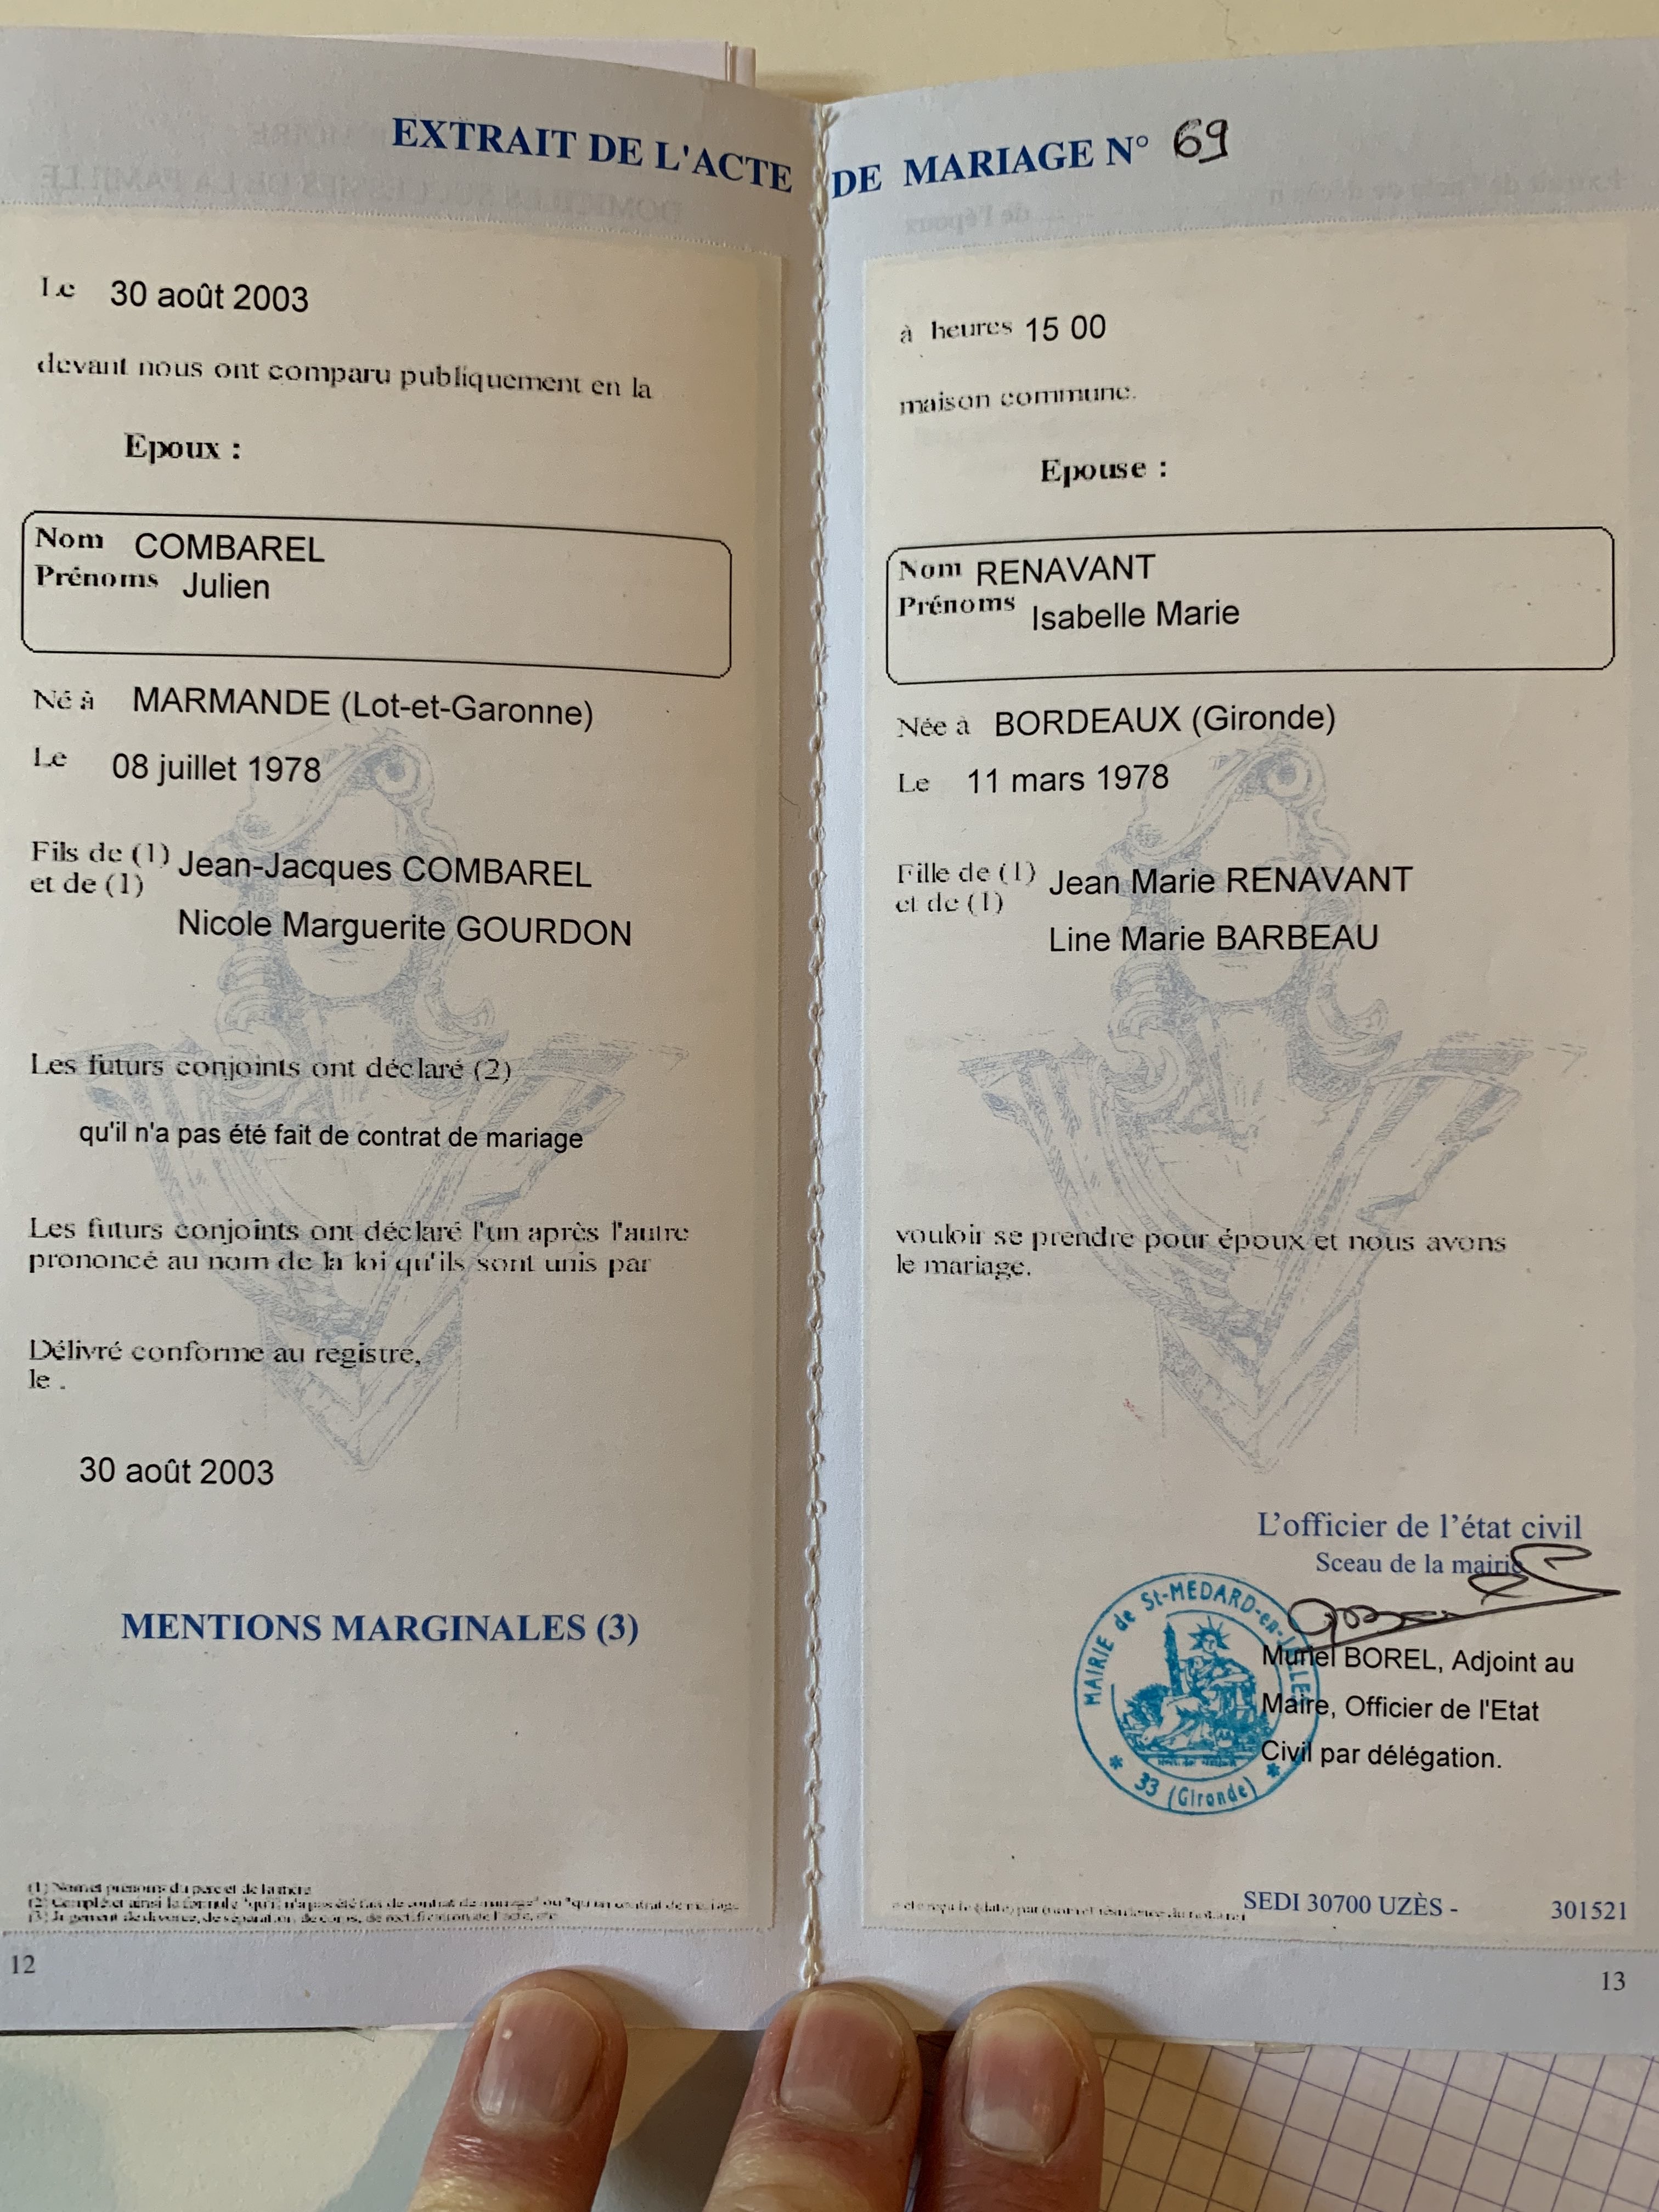 EXTRAIT DE L'ACTE DE MARIAGE N° 69
Le 30 août 2003
devant nous ont comparu publiquement en la
Epoux :
Nom COMBAREL
Prénoms Julien
Né à MARMANDE (Lot-et-Garonne)
Le 08 juillet 1978
Fils de (1) Jean-Jacques COMBAREL
et de (1)
Nicole Marguerite GOURDON
Les futurs conjoints ont déclaré (2)
qu'il n'a pas été fait de contrat de mariage
Les futurs conjoints ont déclaré l'un après l'autre
prononcé au nom de la loi qu'ils sont unis par
Délivré conforme au registre,
le .
30 août 2003
MENTIONS MARGINALES (3)
(1) Nom et prénoms du père et de la mère
(2) Compléter ainsi la formule "qu'il n'a pas été fait de contrat de mariage" ou "qu'un contrat de mariage
(3) Jugement de divorce, de séparation de corps, de rectification de l'acte, etc
12
à heures 15 00
maison commune.
Epouse :
Nom RENAVANT
Prénoms Isabelle Marie
Née à BORDEAUX (Gironde)
Le 11 mars 1978
Fille de (1) Jean Marie RENAVANT
et de (1)
Line Marie BARBEAU
vouloir se prendre pour époux et nous avons
le mariage.
L'officier de l'état civil
Sceau de la mairie
MAIRIE de St-MEDARD-en-JALLES
33 (Gironde)
Muriel BOREL, Adjoint au
Maire, Officier de l'Etat
Civil par délégation.
SEDI 30700 UZÈS - 301521
13